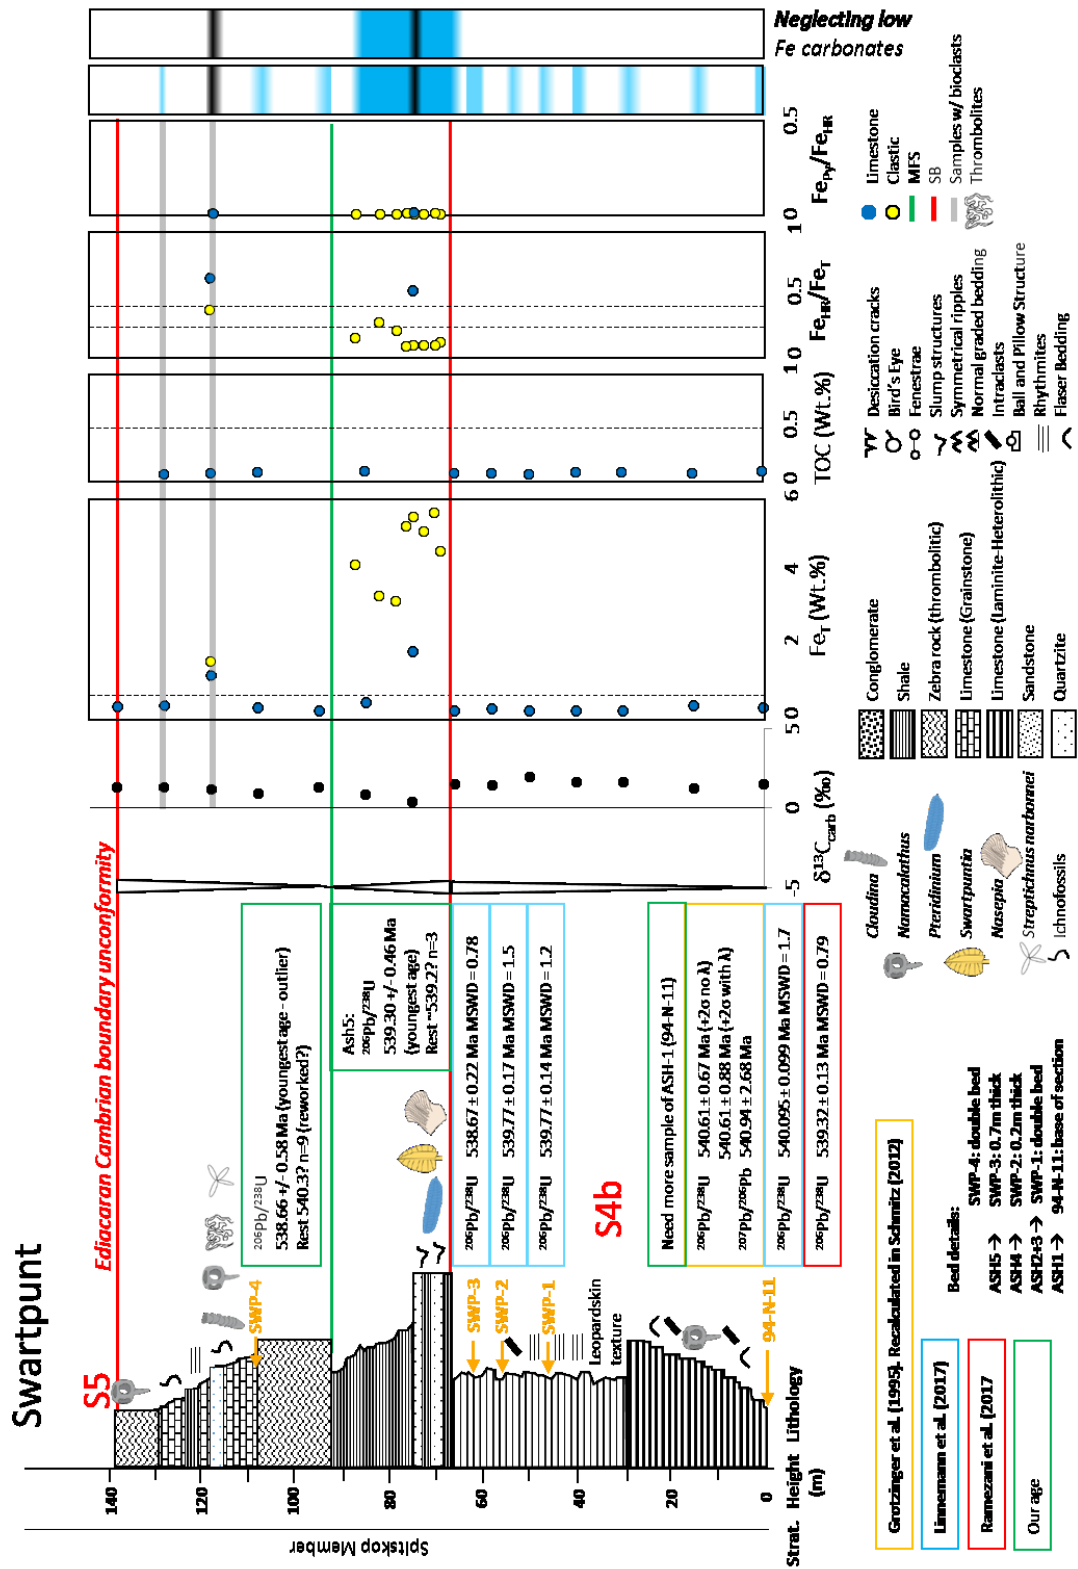 Swartpunt
S5
Ediacaran Cambrian boundary unconformity
SWP-4
²⁰⁶Pb/²³⁸U
538.66 +/- 0.58 Ma (youngest age - outlier)
Rest 540.3? n=9 (reworked?)
Ash5:
²⁰⁶Pb/²³⁸U
539.30 +/- 0.46 Ma
(youngest age)
Rest ~539.2? n=3
SWP-3
SWP-2
SWP-1
²⁰⁶Pb/²³⁸U 538.67 ± 0.22 Ma MSWD = 0.78
²⁰⁶Pb/²³⁸U 539.77 ± 0.17 Ma MSWD = 1.5
²⁰⁶Pb/²³⁸U 539.77 ± 0.14 Ma MSWD = 1.2
Leopardskin
texture
S4b
Need more sample of ASH-1 (94-N-11)
²⁰⁶Pb/²³⁸U 540.61 ± 0.67 Ma (+2σ no λ)
540.61 ± 0.88 Ma (+2σ with λ)
²⁰⁷Pb/²⁰⁶Pb 540.94 ± 2.68 Ma
²⁰⁶Pb/²³⁸U 540.095 ± 0.099 Ma MSWD = 1.7
²⁰⁶Pb/²³⁸U 539.32 ± 0.13 Ma MSWD = 0.79
94-N-11
Spitskop Member
140
120
100
80
60
40
20
0
Strat. Height Lithology
(m)
-5 0 5
δ¹³C carb (‰)
0 2 4 6
Fe T (Wt.%)
0 0.5 1
TOC (Wt.%)
0 0.5 1
Fe HR/Fe T
0 0.5
Fe Py/Fe HR
Neglecting low
Fe carbonates
Grotzinger et al. (1995). Recalculated in Schmitz (2012)
Linnemann et al. (2017)
Ramezani et al. (2017
Our age
Bed details:
SWP-4: double bed
ASH5 → SWP-3: 0.7m thick
ASH4 → SWP-2: 0.2m thick
ASH2+3 → SWP-1: double bed
ASH1 → 94-N-11: base of section
Cloudina
Namacalathus
Pteridinium
Swartpuntia
Nasepia
Streptichnus narbonnei
Ichnofossils
Conglomerate
Shale
Zebra rock (thrombolitic)
Limestone (Grainstone)
Limestone (Laminite-Heterolithic)
Sandstone
Quartzite
Desiccation cracks
Bird's Eye
Fenestrae
Slump structures
Symmetrical ripples
Normal graded bedding
Intraclasts
Ball and Pillow Structure
Rhythmites
Flaser Bedding
Limestone
Clastic
MFS
SB
Samples w/ bioclasts
Thrombolites